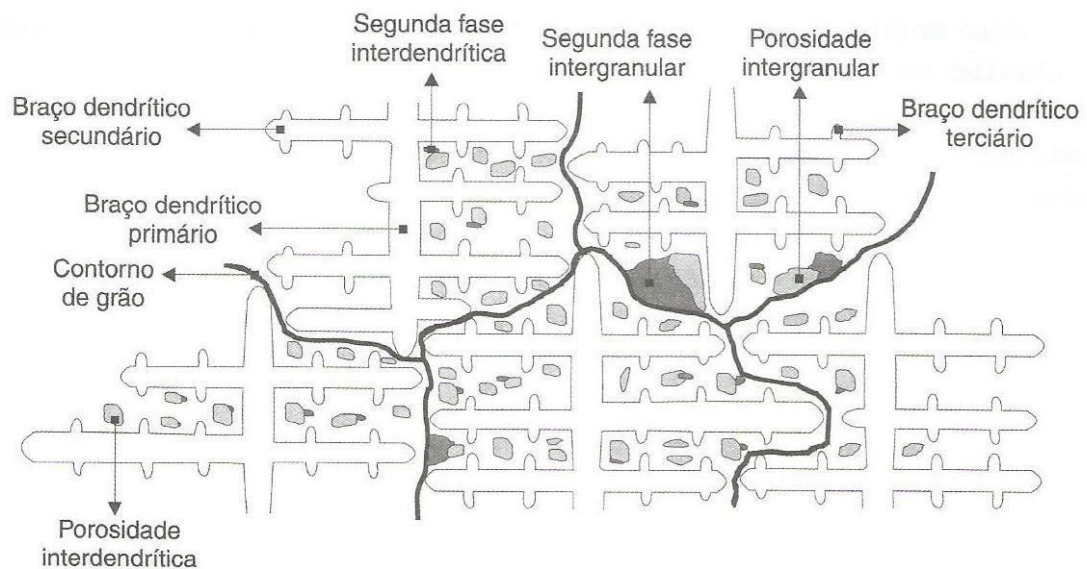 Segunda fase
interdendrítica
Segunda fase
intergranular
Porosidade
intergranular
Braço dendrítico
secundário
Braço dendrítico
terciário
Braço dendrítico
primário
Contorno
de grão
Porosidade
interdendrítica